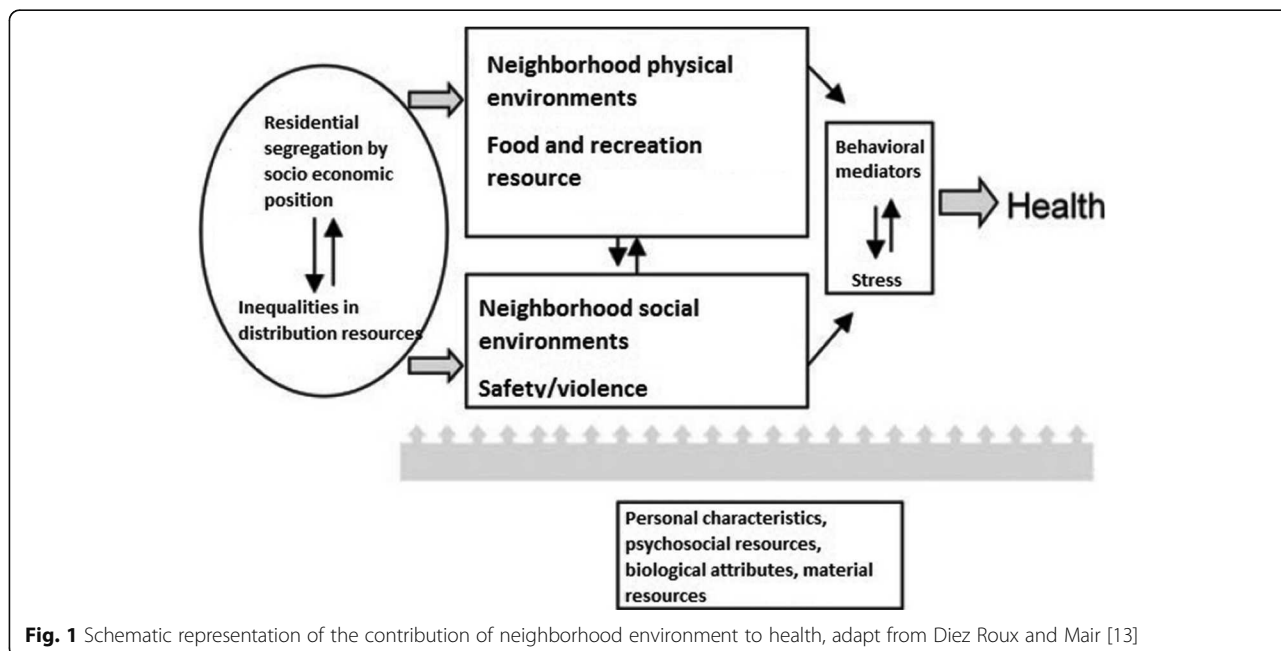 Residential
segregation by
socio economic
position
Inequalities in
distribution resources
Neighborhood physical
environments
Food and recreation
resource
Neighborhood social
environments
Safety/violence
Behavioral
mediators
Stress
Health
Personal characteristics,
psychosocial resources,
biological attributes, material
resources
Fig. 1 Schematic representation of the contribution of neighborhood environment to health, adapt from Diez Roux and Mair [13]